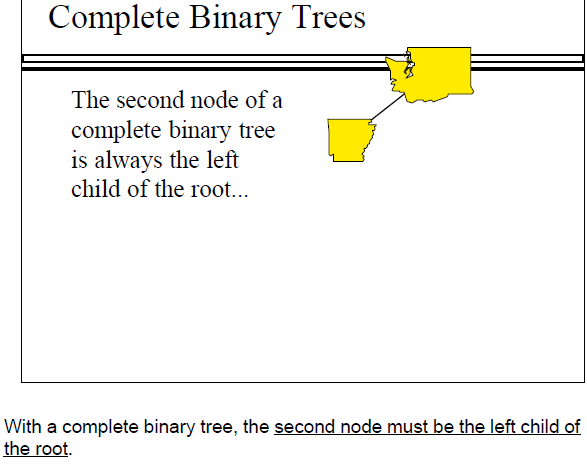 Complete Binary Trees
The second node of a
complete binary tree
is always the left
child of the root...
With a complete binary tree, the second node must be the left child of
the root.